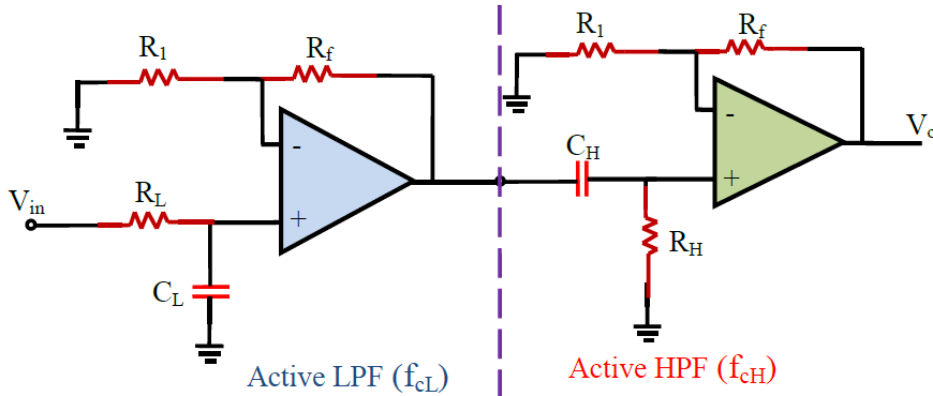 R1
Rf
R1
Rf
-
-
Vo
CH
Vin
RL
+
+
RH
CL
Active LPF (fcL)
Active HPF (fcH)